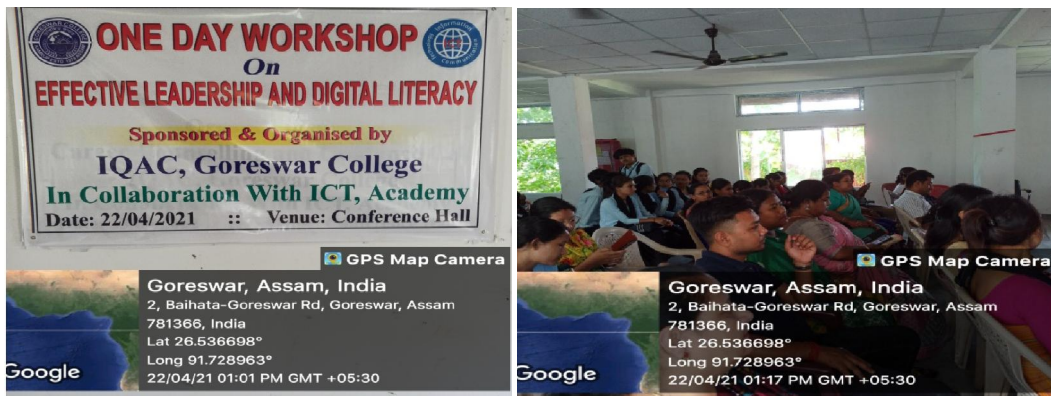 ONE DAY WORKSHOP
On
EFFECTIVE LEADERSHIP AND DIGITAL LITERACY
Sponsored & Organised by
IQAC, Goreswar College
In Collaboration With ICT, Academy
Date: 22/04/2021 :: Venue: Conference Hall
GPS Map Camera
Goreswar, Assam, India
2, Baihata-Goreswar Rd, Goreswar, Assam
781366, India
Lat 26.536698°
Long 91.728963°
22/04/21 01:01 PM GMT +05:30
Google
GPS Map Camera
Goreswar, Assam, India
2, Baihata-Goreswar Rd, Goreswar, Assam
781366, India
Lat 26.536698°
Long 91.728963°
22/04/21 01:17 PM GMT +05:30
Google